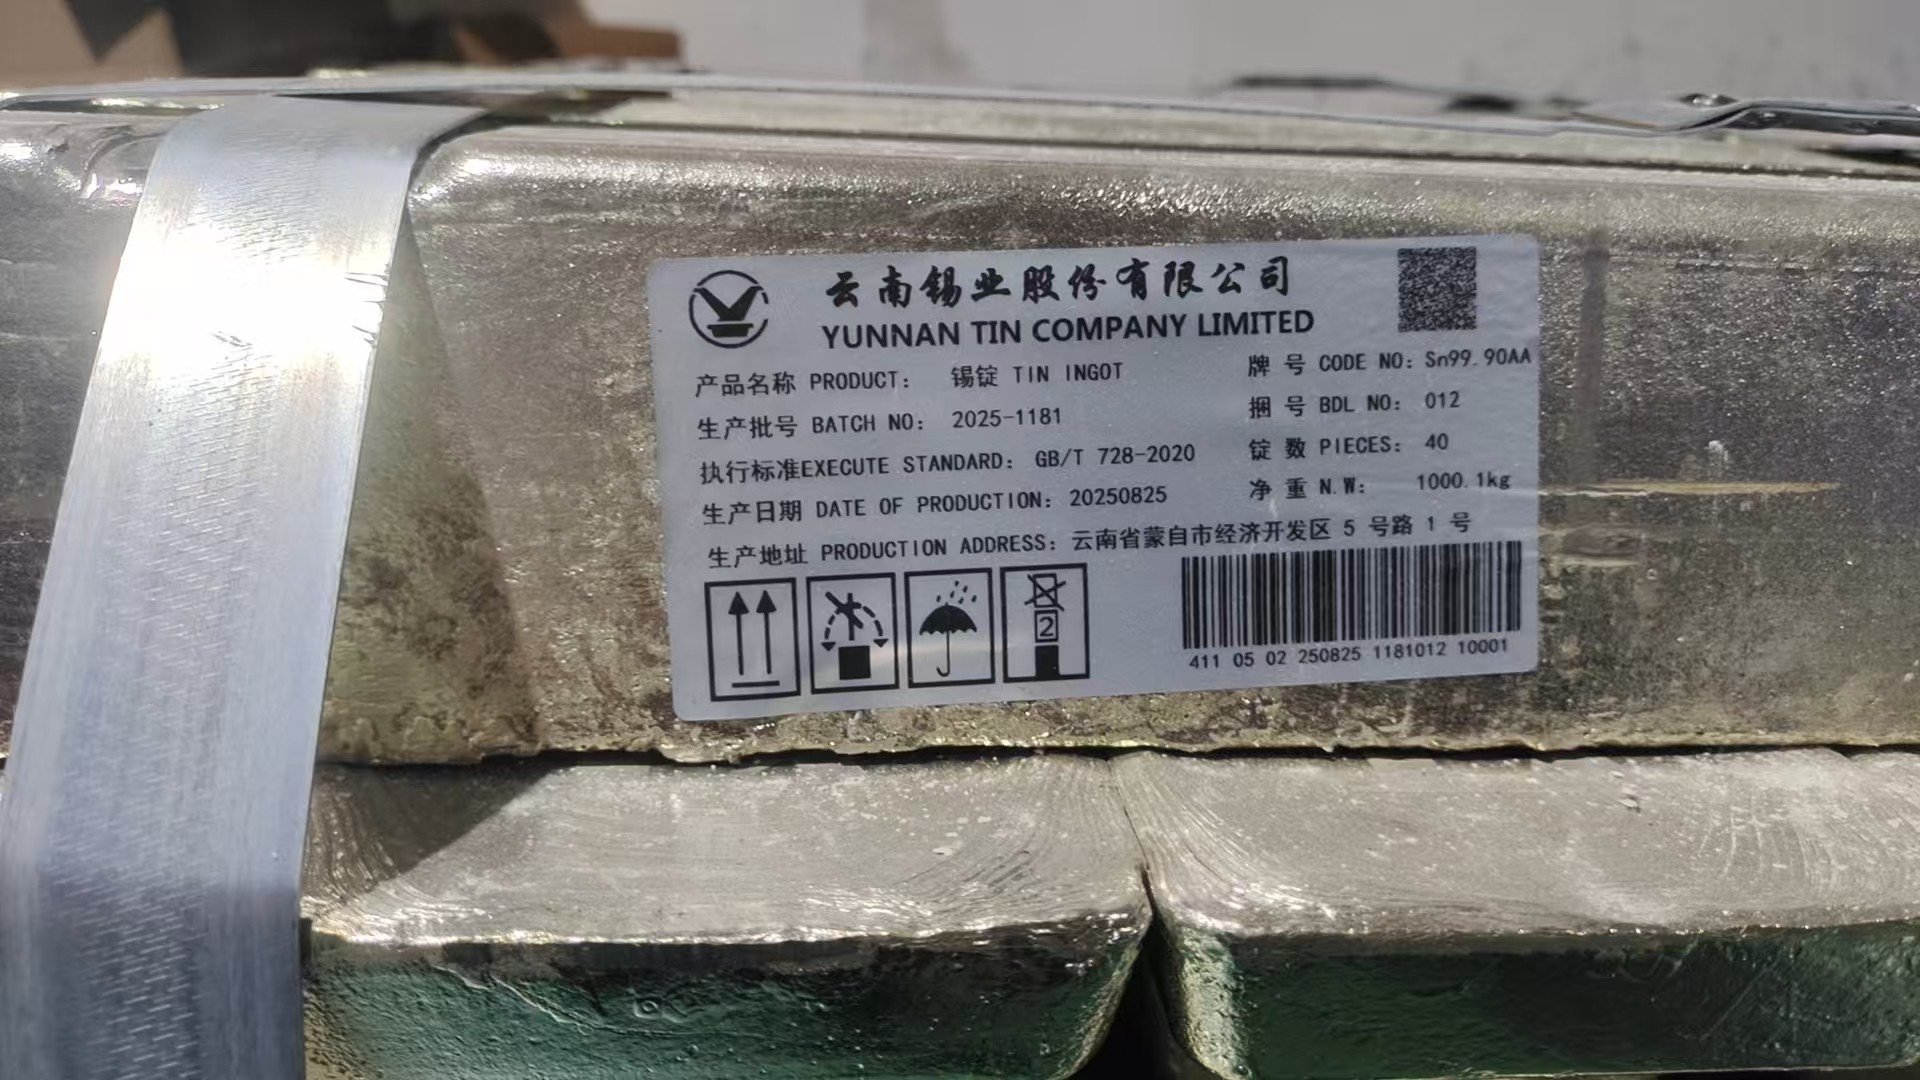 云南锡业股份有限公司
YUNNAN TIN COMPANY LIMITED
产品名称 PRODUCT: 锡锭 TIN INGOT
牌 号 CODE NO: Sn99.90AA
生产批号 BATCH NO: 2025-1181
捆 号 BDL NO: 012
执行标准EXECUTE STANDARD: GB/T 728-2020
锭 数 PIECES: 40
生产日期 DATE OF PRODUCTION: 20250825
净 重 N.W: 1000.1kg
生产地址 PRODUCTION ADDRESS: 云南省蒙自市经济开发区 5 号路 1 号
2
411 05 02 250825 1181012 10001